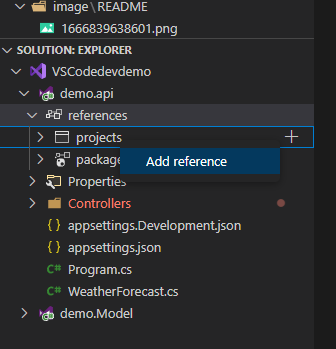 image\README
1666839638601.png
SOLUTION: EXPLORER
VSCodedevdemo
demo.api
references
projects
package
Add reference
Properties
Controllers
{ } appsettings.Development.json
{ } appsettings.json
C# Program.cs
C# WeatherForecast.cs
demo.Model